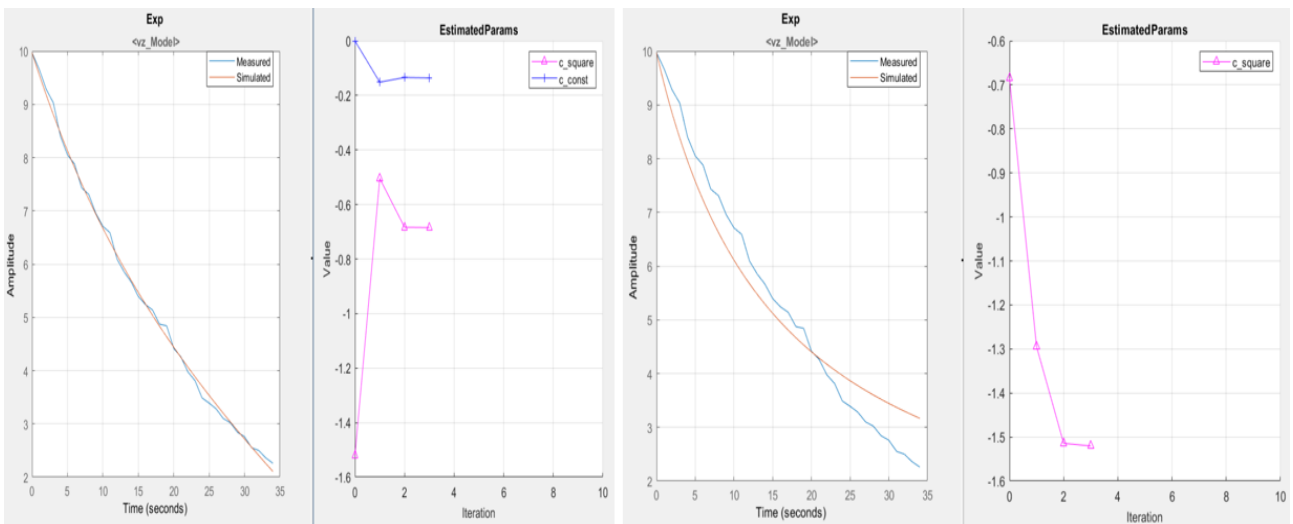 Exp
<vz_Model>
Measured
Simulated
10
9
8
7
6
5
4
3
2
Amplitude
0 5 10 15 20 25 30 35
Time (seconds)
EstimatedParams
c_square
c_const
0
-0.2
-0.4
-0.6
-0.8
-1
-1.2
-1.4
-1.6
Value
0 2 4 6 8 10
Iteration
Exp
<vz_Model>
Measured
Simulated
10
9
8
7
6
5
4
3
2
Amplitude
0 5 10 15 20 25 30 35
Time (seconds)
EstimatedParams
c_square
-0.6
-0.7
-0.8
-0.9
-1
-1.1
-1.2
-1.3
-1.4
-1.5
-1.6
Value
0 2 4 6 8 10
Iteration